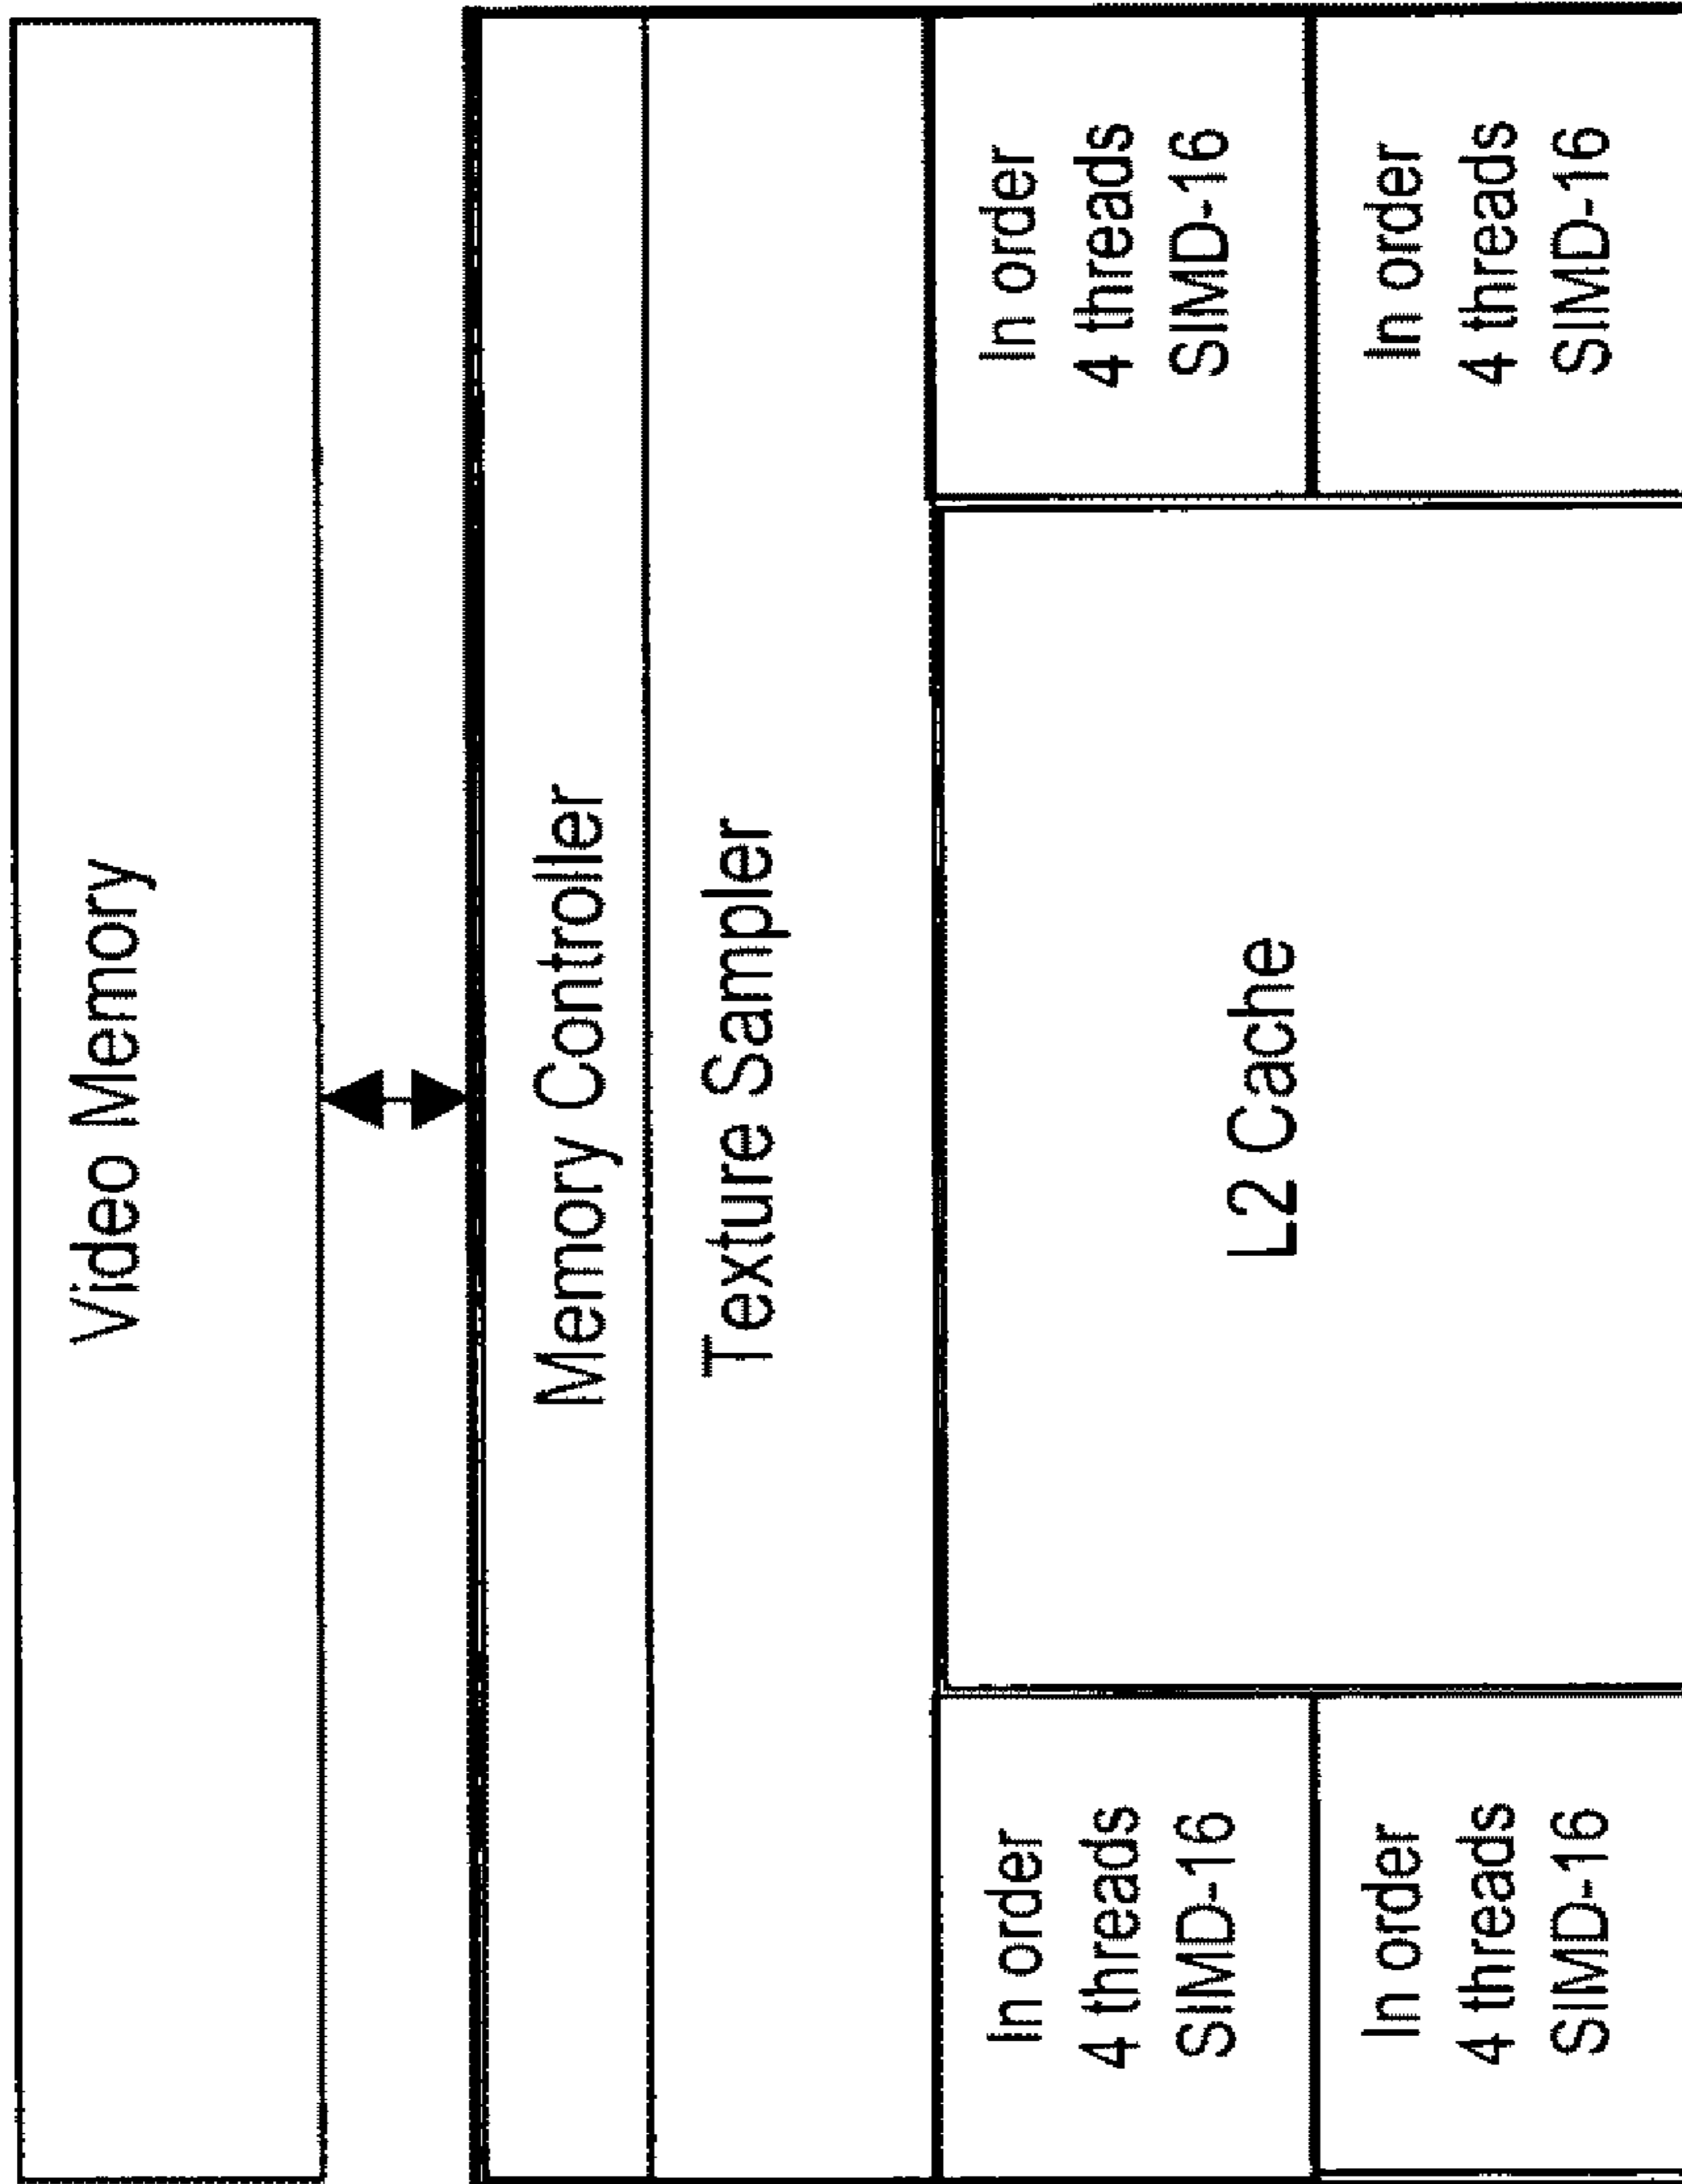 Video Memory
Memory Controller
Texture Sampler
In order
4 threads
SIMD-16
L2 Cache
In order
4 threads
SIMD-16
In order
4 threads
SIMD-16
In order
4 threads
SIMD-16